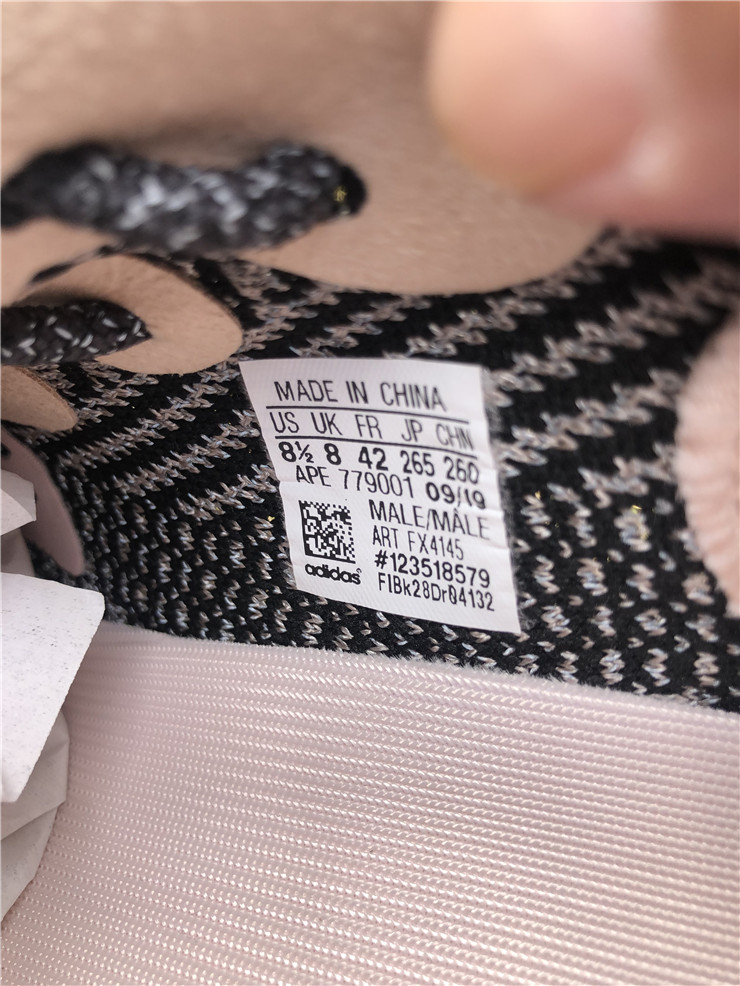 MADE IN CHINA
US UK FR JP CHN
8½ 8 42 265 260
APE 779001 09/19
MALE/MÂLE
ART FX4145
#123518579
FIBk28Dr04132
adidas